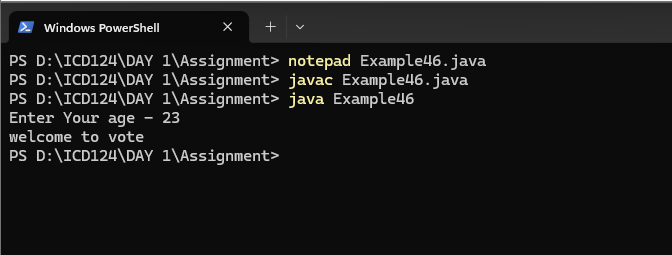 Windows PowerShell
PS D:\ICD124\DAY 1\Assignment> notepad Example46.java
PS D:\ICD124\DAY 1\Assignment> javac Example46.java
PS D:\ICD124\DAY 1\Assignment> java Example46
Enter Your age - 23
welcome to vote
PS D:\ICD124\DAY 1\Assignment>